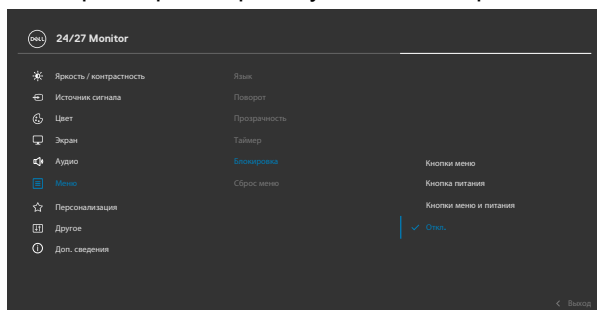 DELL
24/27 Monitor
Яркость / контрастность
Источник сигнала
Цвет
Экран
Аудио
Меню
Персонализация
Другое
Доп. сведения
Язык
Поворот
Прозрачность
Таймер
Блокировка
Сброс меню
Кнопки меню
Кнопка питания
Кнопки меню и питания
Откл.
Выход